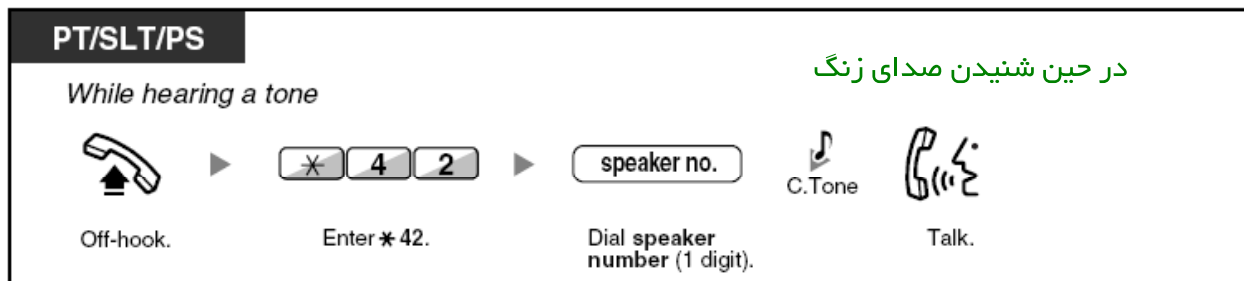 PT/SLT/PS
در حین شنیدن صدای زنگ
While hearing a tone
* 4 2
speaker no.
C.Tone
Off-hook.
Enter * 42.
Dial speaker
number (1 digit).
Talk.